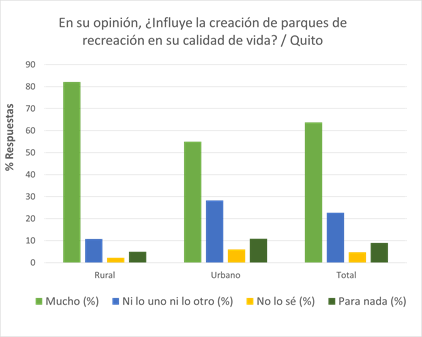 En su opinión, ¿Influye la creación de parques de
recreación en su calidad de vida? / Quito
% Respuestas
90
80
70
60
50
40
30
20
10
0
Rural Urbano Total
Mucho (%) Ni lo uno ni lo otro (%) No lo sé (%) Para nada (%)